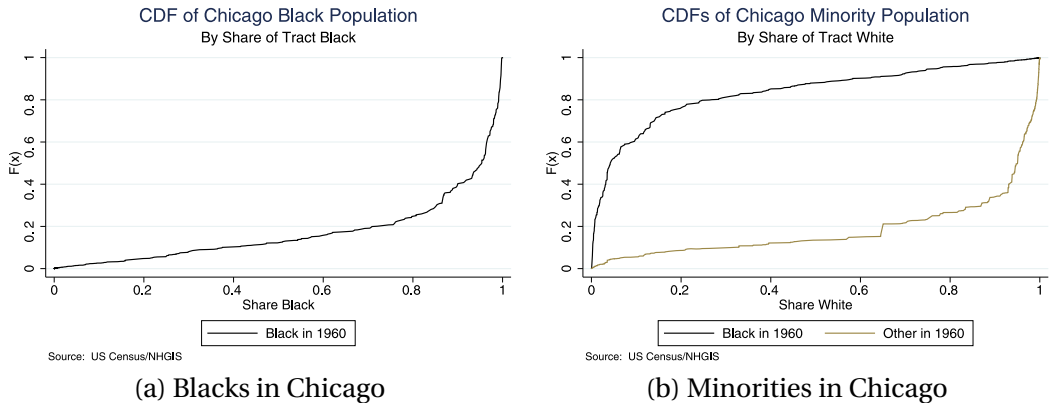 CDF of Chicago Black Population
By Share of Tract Black
F(x)
1
0.8
0.6
0.4
0.2
0
0
0.2
0.4
0.6
0.8
1
Share Black
Black in 1960
Source: US Census/NHGIS
(a) Blacks in Chicago
CDFs of Chicago Minority Population
By Share of Tract White
F(x)
1
0.8
0.6
0.4
0.2
0
0
0.2
0.4
0.6
0.8
1
Share White
Black in 1960
Other in 1960
Source: US Census/NHGIS
(b) Minorities in Chicago